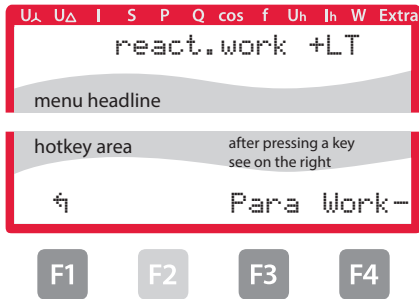 U⅄ U△ I S P Q cos f Uh Ih W Extra
react.work +LT
menu headline
hotkey area
after pressing a key
see on the right
↰ Para Work-
F1 F2 F3 F4